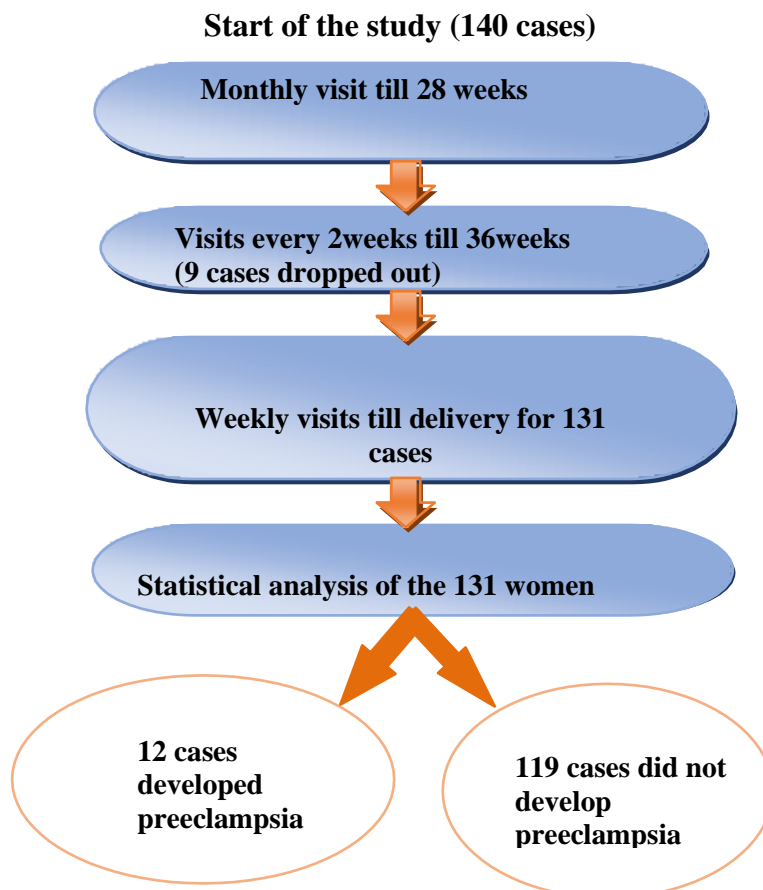 Start of the study (140 cases)
Monthly visit till 28 weeks
Visits every 2weeks till 36weeks
(9 cases dropped out)
Weekly visits till delivery for 131
cases
Statistical analysis of the 131 women
12 cases
developed
preeclampsia
119 cases did not
develop
preeclampsia